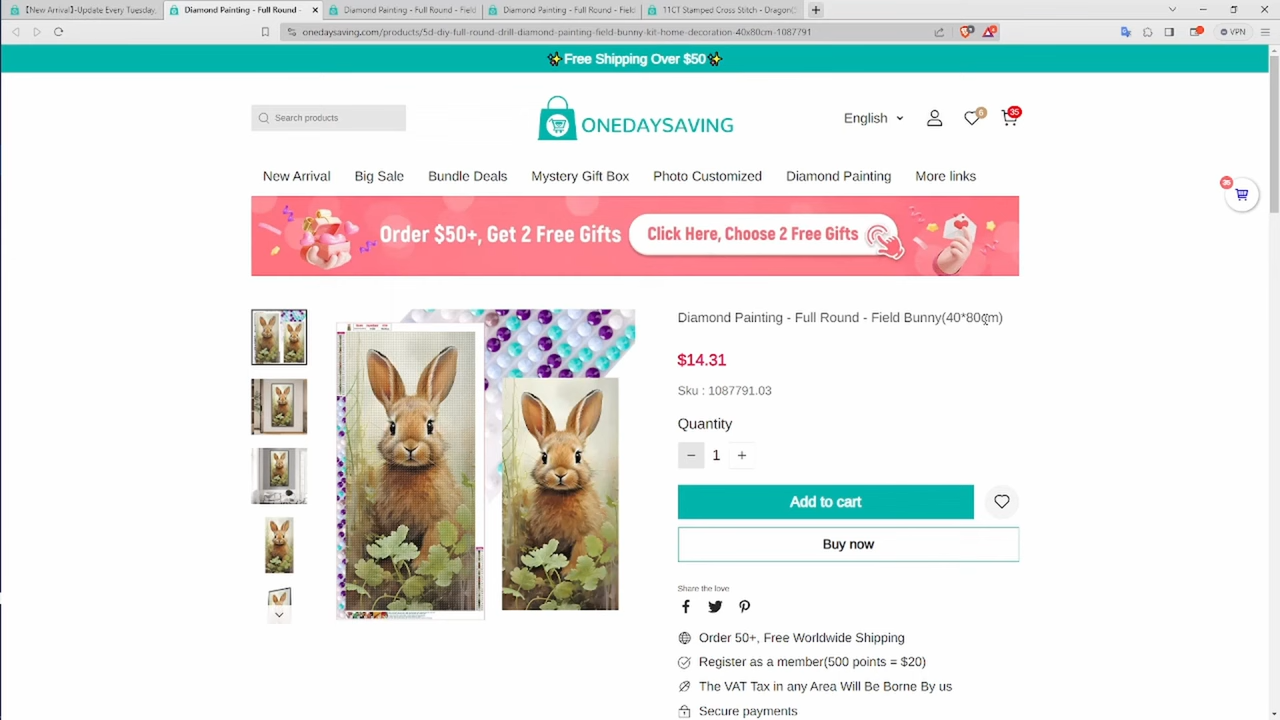 【New Arrival】-Update Every Tuesday.
Diamond Painting - Full Round -
Diamond Painting - Full Round - Field
Diamond Painting - Full Round - Field
11CT Stamped Cross Stitch - Dragon
onedaysaving.com/products/5d-diy-full-round-drill-diamond-painting-field-bunny-kit-home-decoration-40x80cm-1087791
VPN
✨Free Shipping Over $50✨
Search products
ONEDAYSAVING
English
6
35
New Arrival
Big Sale
Bundle Deals
Mystery Gift Box
Photo Customized
Diamond Painting
More links
35
Order $50+, Get 2 Free Gifts
Click Here, Choose 2 Free Gifts
Diamond Painting - Full Round - Field Bunny(40*80cm)
$14.31
Sku : 1087791.03
Quantity
− 1 +
Add to cart
Buy now
Share the love
Order 50+, Free Worldwide Shipping
Register as a member(500 points = $20)
The VAT Tax in any Area Will Be Borne By us
Secure payments